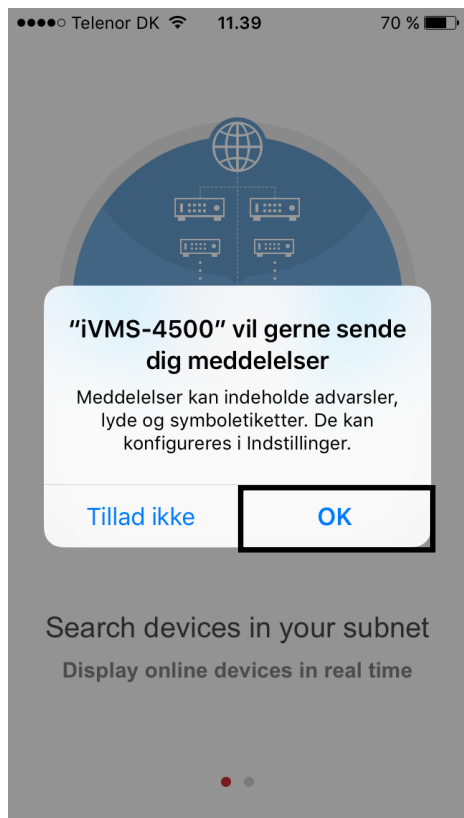 Telenor DK 11.39 70 %
“iVMS-4500” vil gerne sende
dig meddelelser
Meddelelser kan indeholde advarsler,
lyde og symboletiketter. De kan
konfigureres i Indstillinger.
Tillad ikke OK
Search devices in your subnet
Display online devices in real time